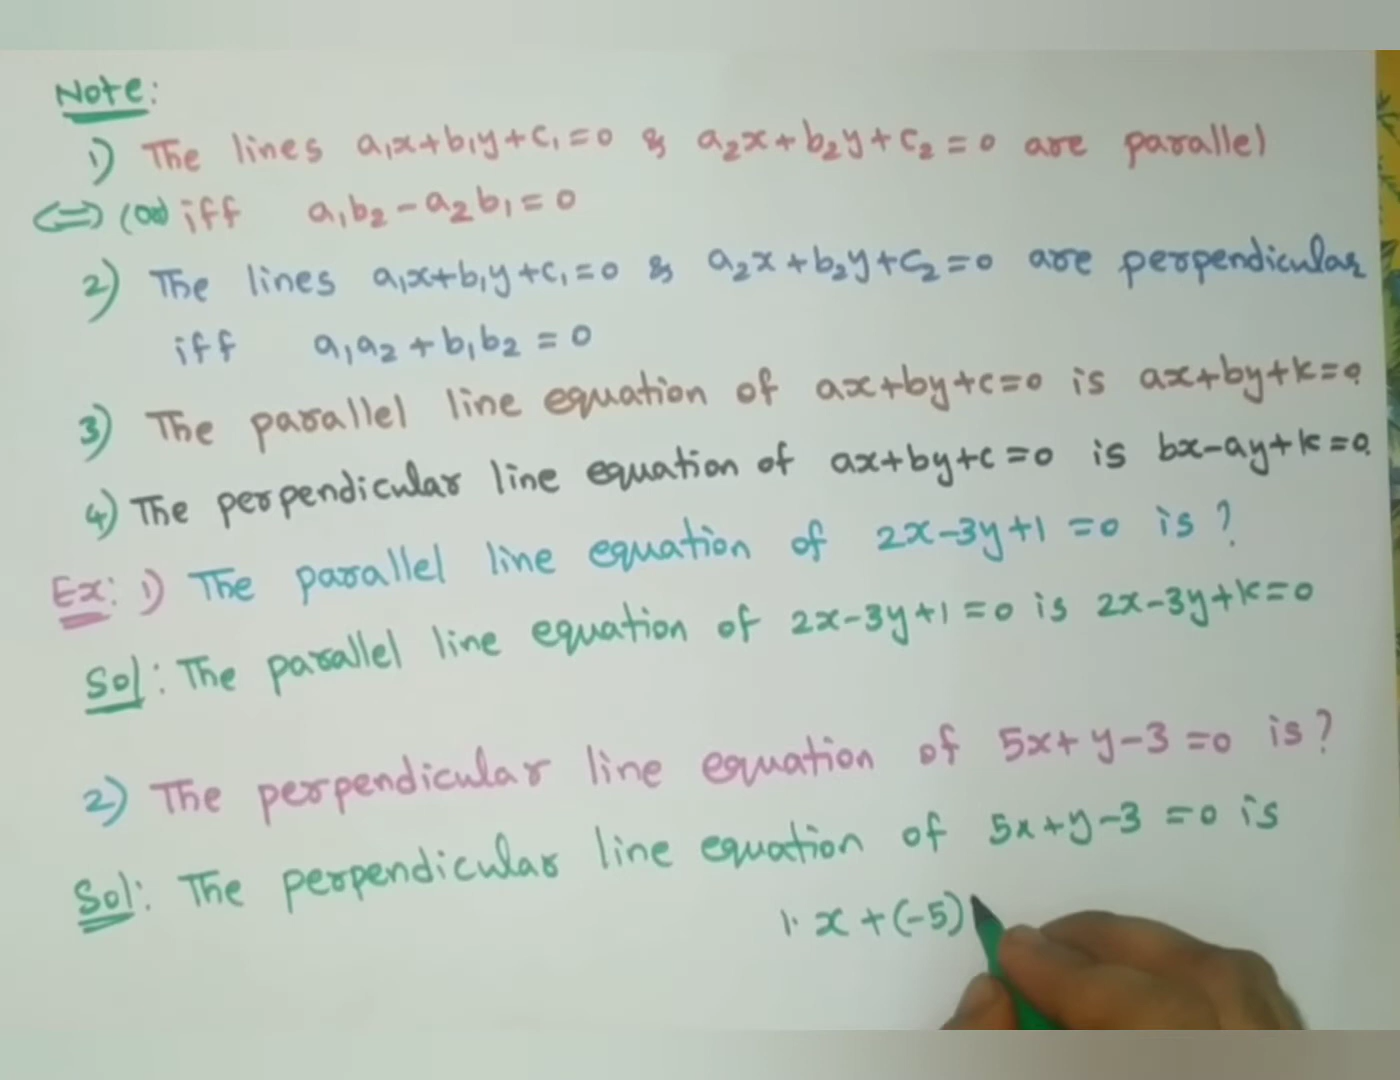 Note:
1) The lines a₁x+b₁y+c₁=0 & a₂x+b₂y+c₂=0 are parallel
⇔ (or) iff a₁b₂-a₂b₁=0
2) The lines a₁x+b₁y+c₁=0 & a₂x+b₂y+c₂=0 are perpendicular
iff a₁a₂+b₁b₂=0
3) The parallel line equation of ax+by+c=0 is ax+by+k=0
4) The perpendicular line equation of ax+by+c=0 is bx-ay+k=0
Ex: 1) The parallel line equation of 2x-3y+1=0 is?
Sol: The parallel line equation of 2x-3y+1=0 is 2x-3y+k=0
2) The perpendicular line equation of 5x+y-3=0 is?
Sol: The perpendicular line equation of 5x+y-3=0 is
1·x+(-5)